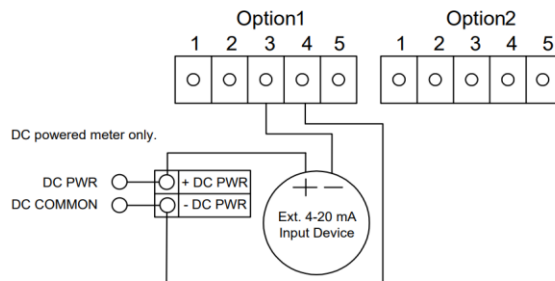 Option1 Option2
1 2 3 4 5 1 2 3 4 5
DC powered meter only.
DC PWR + DC PWR + −
DC COMMON - DC PWR Ext. 4-20 mA
Input Device